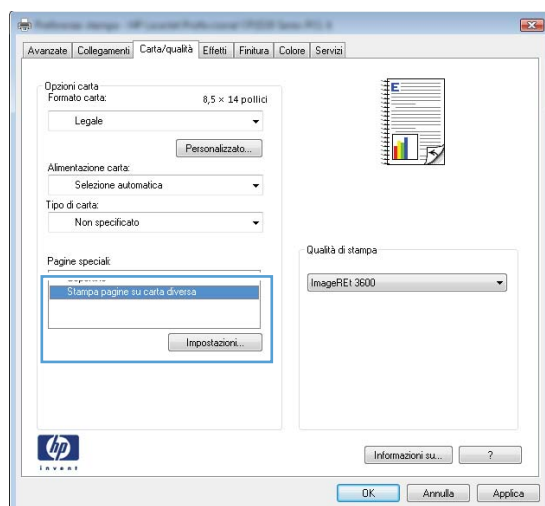 Avanzate Collegamenti Carta/qualità Effetti Finitura Colore Servizi
Opzioni carta
Formato carta: 8,5 × 14 pollici
Legale
Personalizzato...
Alimentazione carta:
Selezione automatica
Tipo di carta:
Non specificato
Pagine speciali:
Stampa pagine su carta diversa
Impostazioni...
E
Qualità di stampa
ImageREt 3600
hp
invent
Informazioni su... ?
OK Annulla Applica